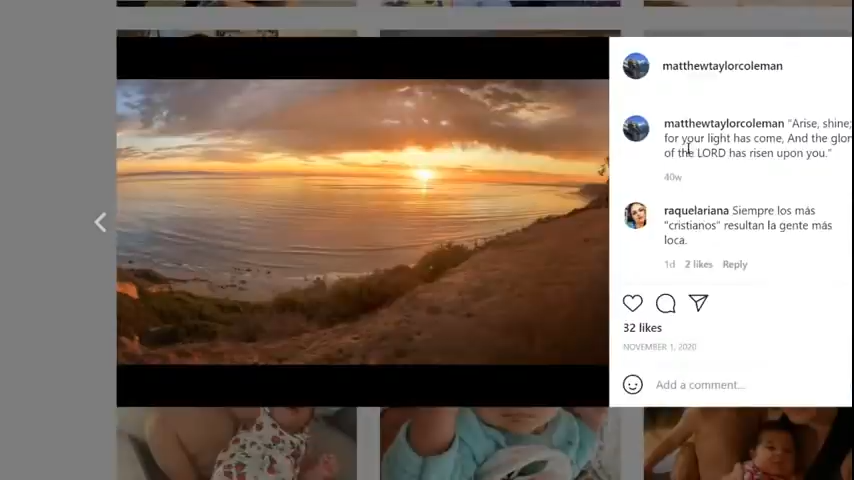 matthewtaylorcoleman
matthewtaylorcoleman “Arise, shine;
for your light has come, And the glor
of the LORD has risen upon you.”
40w
raquelariana Siempre los más
"cristianos" resultan la gente más
loca.
1d 2 likes Reply
32 likes
NOVEMBER 1, 2020
Add a comment...